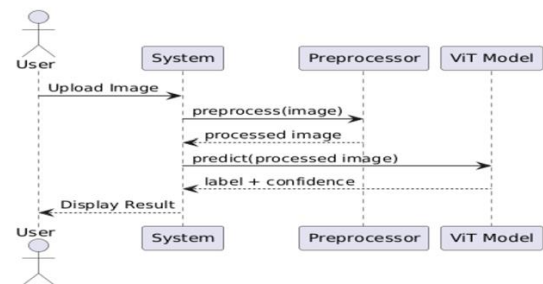 User System Preprocessor ViT Model
Upload Image
preprocess(image)
processed image
predict(processed image)
label + confidence
Display Result
User System Preprocessor ViT Model